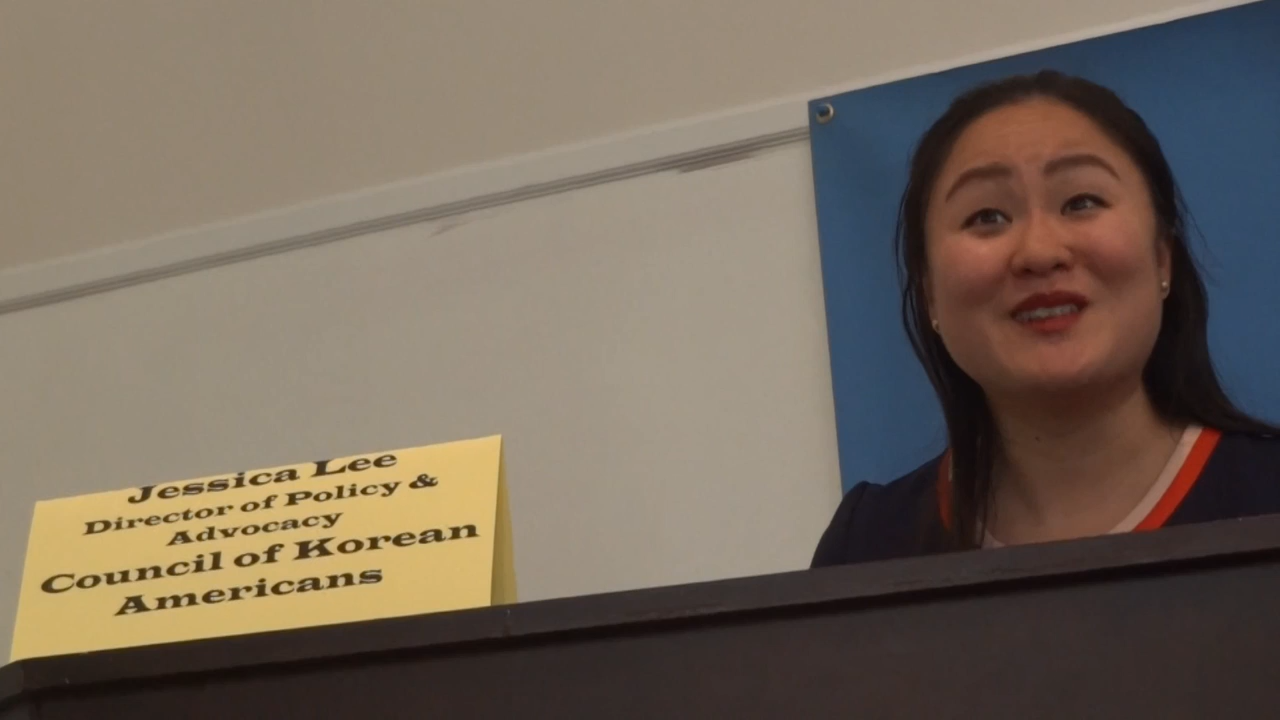 Jessica Lee
Director of Policy &
Advocacy
Council of Korean
Americans